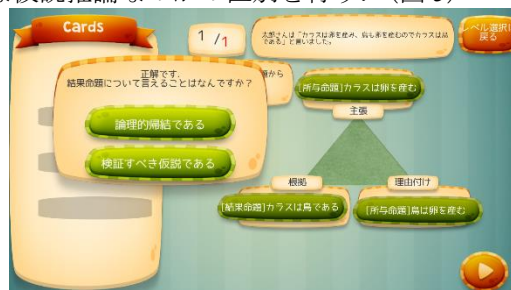 Cards
1 /1
太郎さんは「カラスは卵を産み、鳥も卵を産むのでカラスは鳥
である」と言いました。
レベル選択に
戻る
正解です．
結果命題について言えることはなんですか？
論理的帰結である
検証すべき仮説である
[所与命題]カラスは卵を産む
主張
根拠
理由付け
[結果命題]カラスは鳥である
[所与命題]鳥は卵を産む